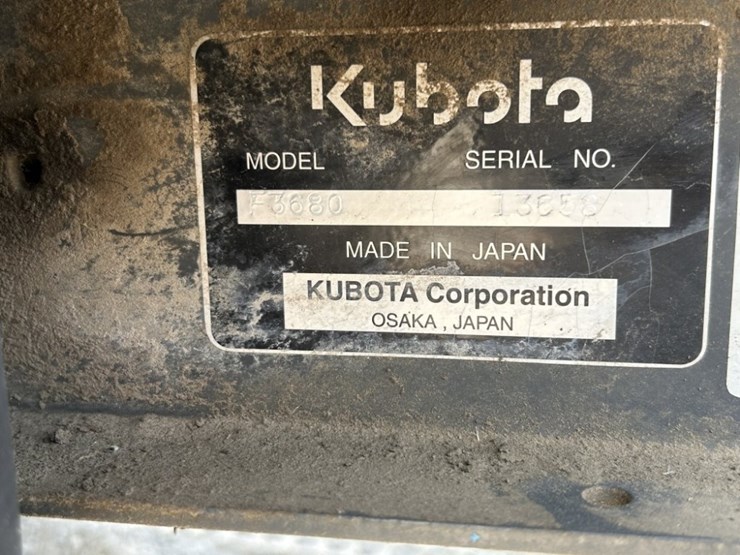 Kubota
MODEL SERIAL NO.
F3680
MADE IN JAPAN
KUBOTA Corporation
OSAKA , JAPAN